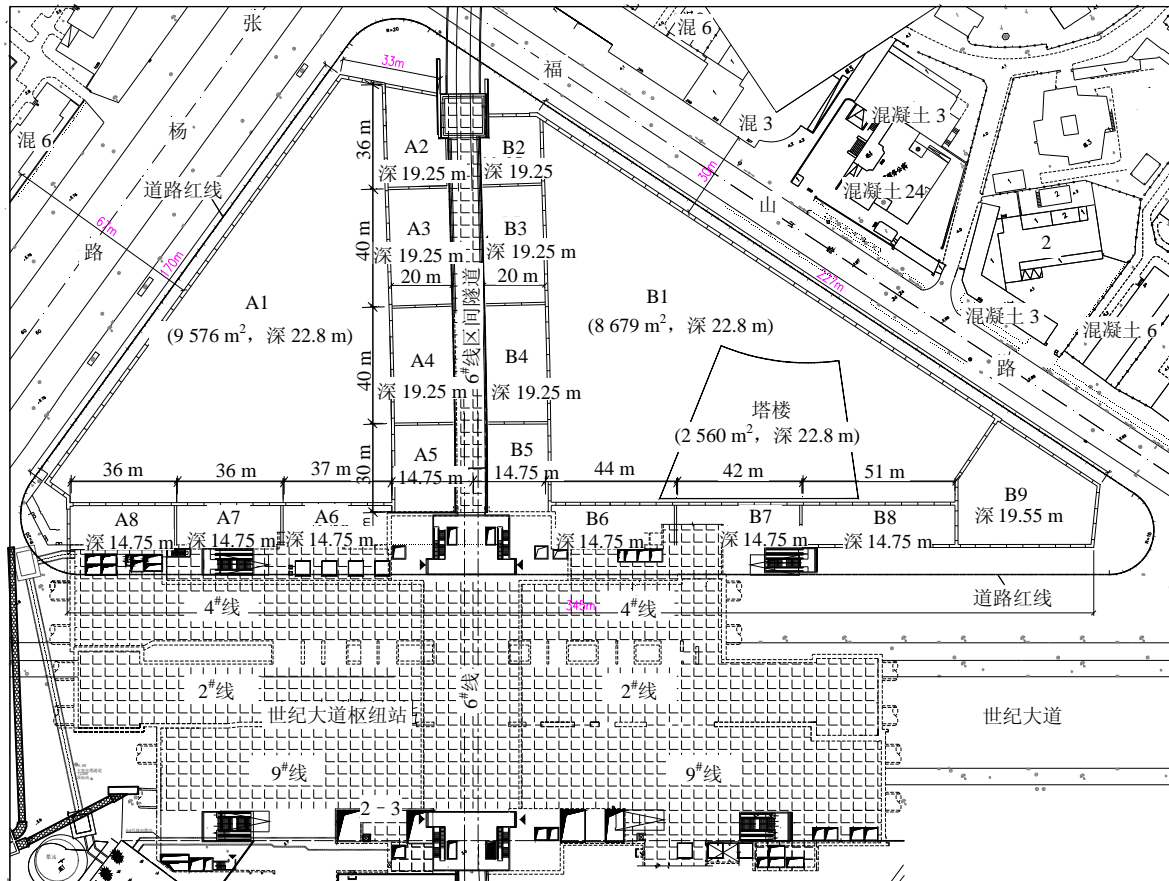 张
杨
路
福
山
路
混 6
混 3
混 6
混凝土 3
混凝土 24
2
混凝土 3
混凝土 6
道路红线
33m
67m
170m
30m
227m
36 m
40 m
40 m
30 m
A2
深 19.25 m
B2
深 19.25
A3
深 19.25 m
20 m
B3
深 19.25 m
20 m
6#线区间隧道
A1
(9 576 m², 深 22.8 m)
B1
(8 679 m², 深 22.8 m)
A4
深 19.25 m
B4
深 19.25 m
塔楼
(2 560 m², 深 22.8 m)
A5
14.75 m
B5
14.75 m
36 m
36 m
37 m
44 m
42 m
51 m
A8
深 14.75 m
A7
深 14.75 m
A6
深 14.75 m
B6
深 14.75 m
B7
深 14.75 m
B8
深 14.75 m
B9
深 19.55 m
道路红线
4#线
349m
4#线
2#线
6#线
2#线
世纪大道枢纽站
世纪大道
9#线
9#线
2-3